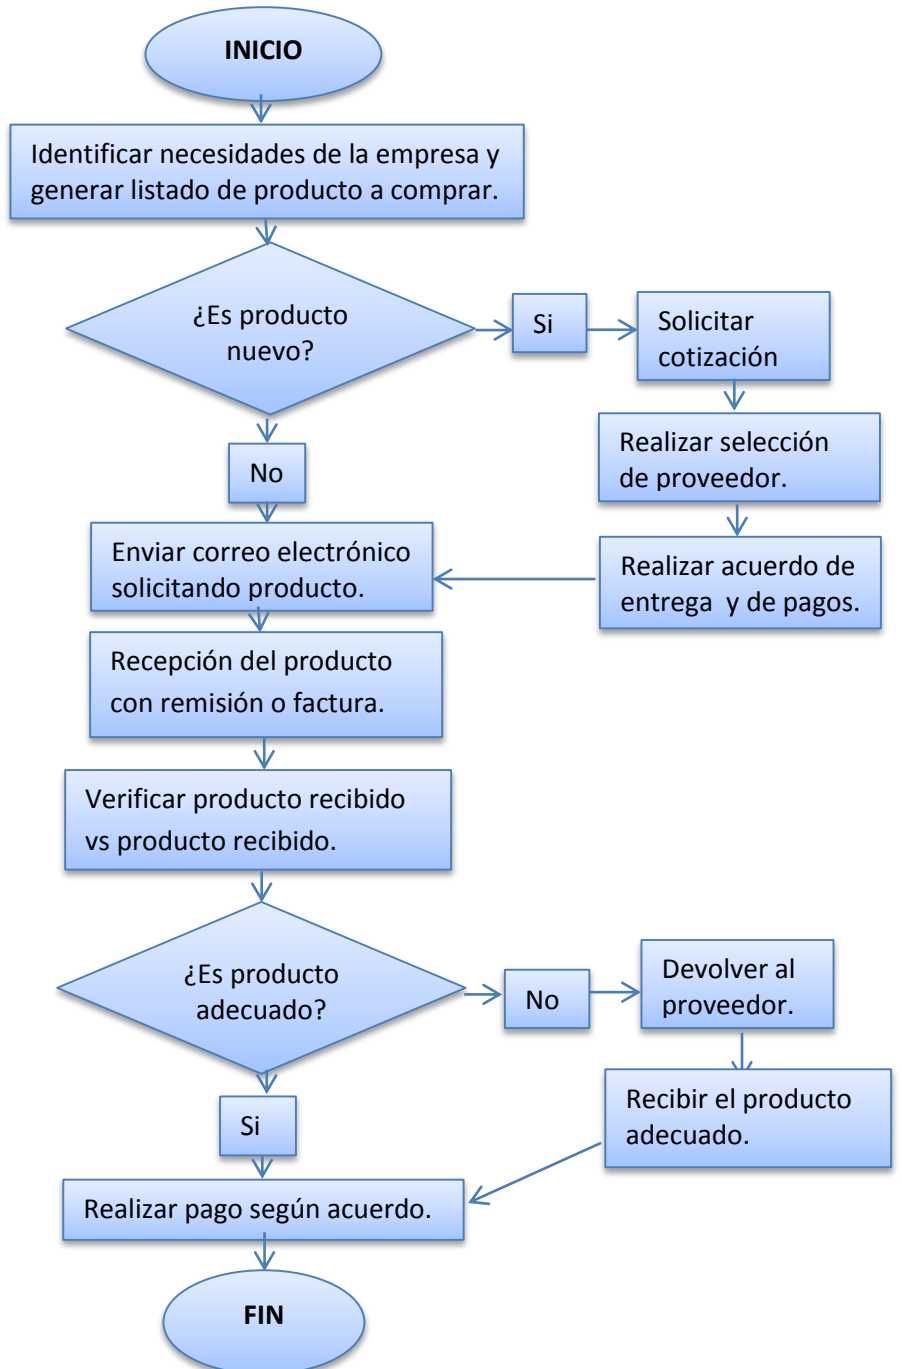 INICIO
Identificar necesidades de la empresa y
generar listado de producto a comprar.
¿Es producto
nuevo?
Si
Solicitar
cotización
Realizar selección
de proveedor.
Realizar acuerdo de
entrega y de pagos.
No
Enviar correo electrónico
solicitando producto.
Recepción del producto
con remisión o factura.
Verificar producto recibido
vs producto recibido.
¿Es producto
adecuado?
No
Devolver al
proveedor.
Recibir el producto
adecuado.
Si
Realizar pago según acuerdo.
FIN